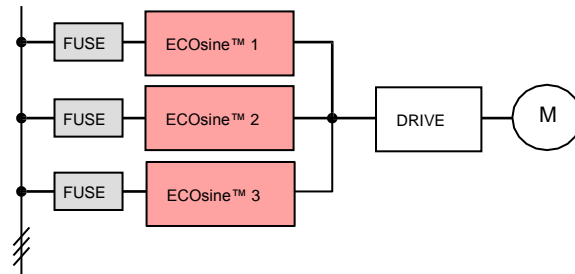 FUSE
ECOsine™ 1
FUSE
ECOsine™ 2
DRIVE
M
FUSE
ECOsine™ 3